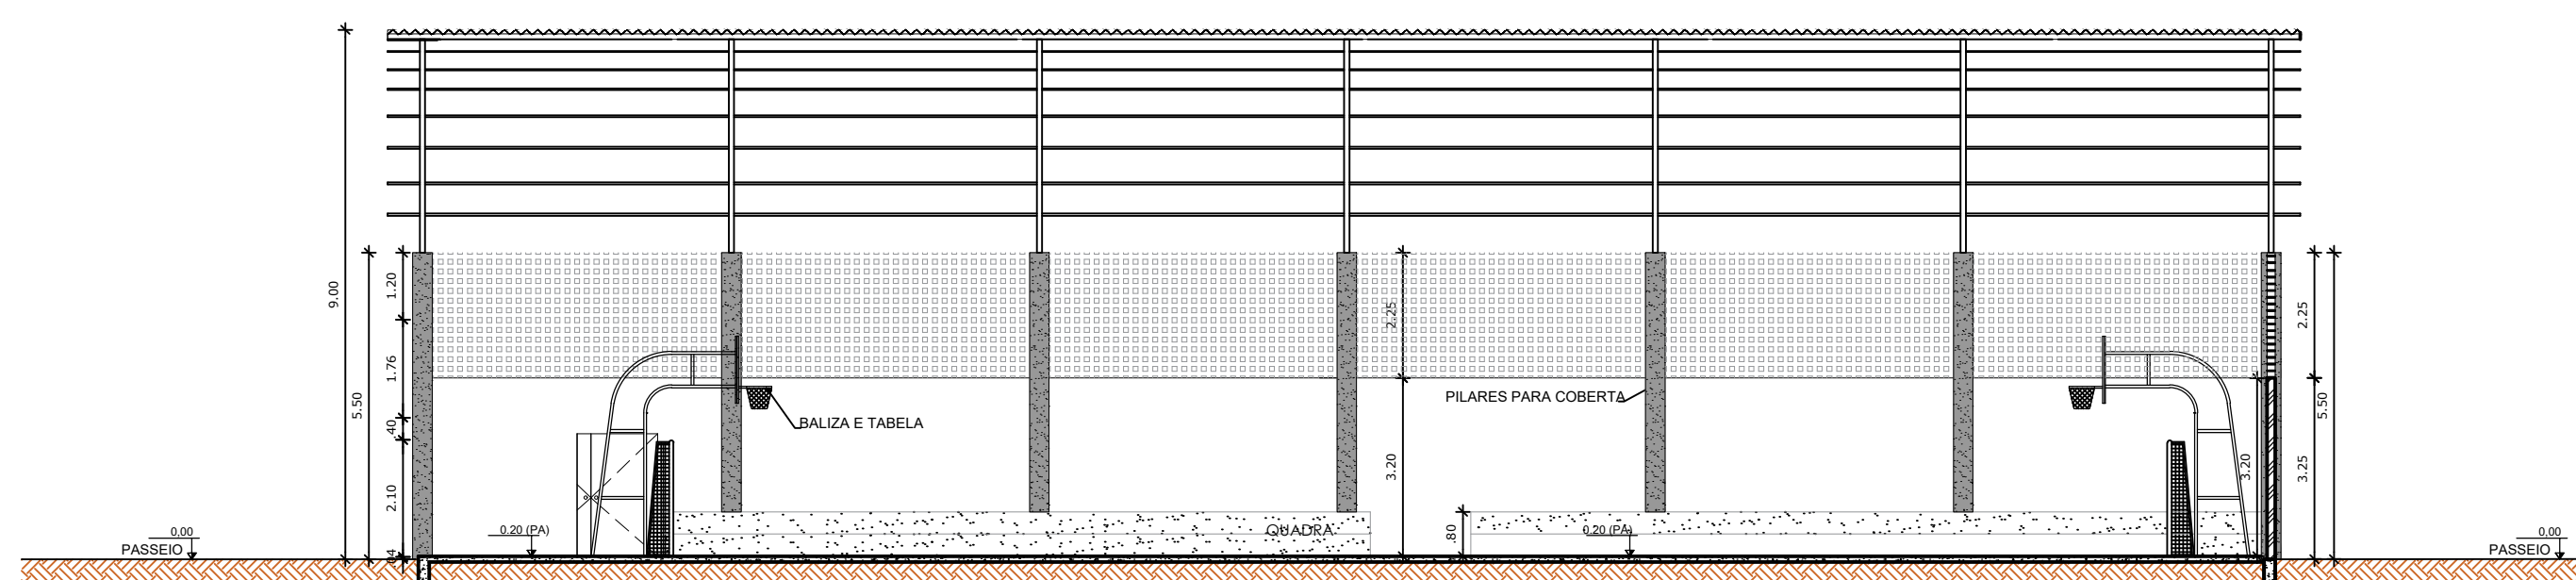 9.00
5.50
1.20
1.76
.40
2.10
.04
BALIZA E TABELA
2.25
3.20
PILARES PARA COBERTA
2.25
5.50
3.25
3.20
.80
QUADRA
0.20 (PA)
0.20 (PA)
0,00
PASSEIO
0,00
PASSEIO